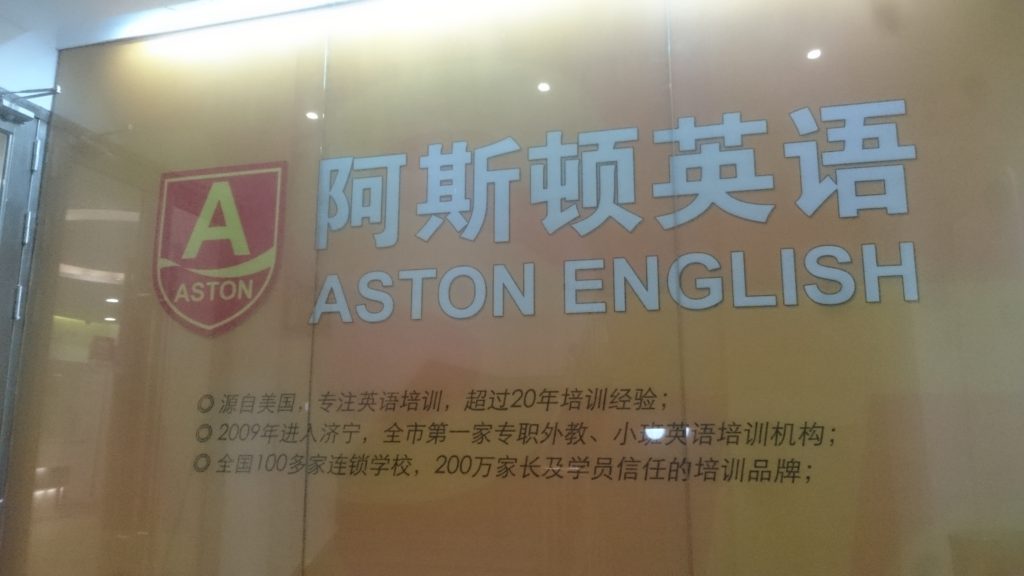 A
ASTON
阿斯顿英语
ASTON ENGLISH
源自美国，专注英语培训，超过20年培训经验；
2009年进入济宁，全市第一家专职外教、小班英语培训机构；
全国100多家连锁学校，200万家长及学员信任的培训品牌；